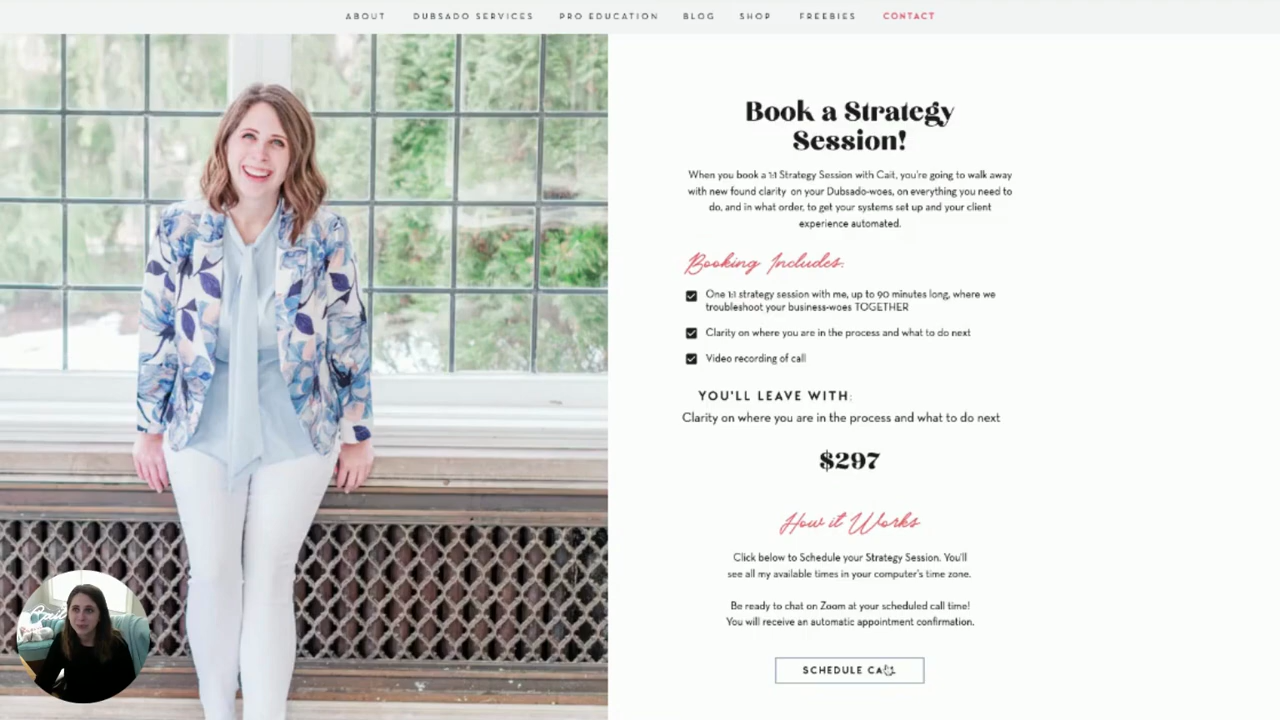 ABOUT DUBSADO SERVICES PRO EDUCATION BLOG SHOP FREEBIES CONTACT
Book a Strategy
Session!
When you book a 1:1 Strategy Session with Cait, you're going to walk away
with new found clarity on your Dubsado-woes, on everything you need to
do, and in what order, to get your systems set up and your client
experience automated.
Booking Includes:
One 1:1 strategy session with me, up to 90 minutes long, where we
troubleshoot your business-woes TOGETHER
Clarity on where you are in the process and what to do next
Video recording of call
YOU'LL LEAVE WITH:
Clarity on where you are in the process and what to do next
$297
How it Works
Click below to Schedule your Strategy Session. You'll
see all my available times in your computer's time zone.
Be ready to chat on Zoom at your scheduled call time!
You will receive an automatic appointment confirmation.
SCHEDULE CALL
Cait